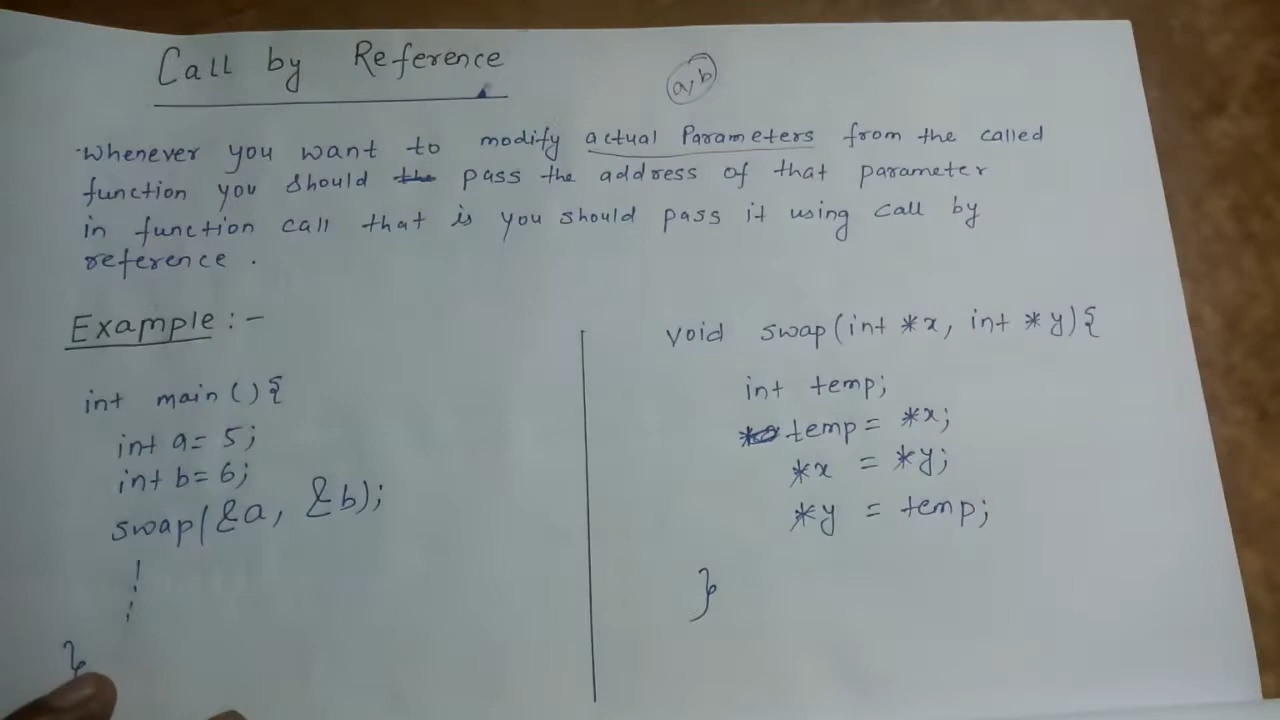 Call by Reference
a, b
Whenever you want to modify actual Parameters from the called
function you should the pass the address of that parameter
in function call that is you should pass it using call by
reference.
Example:-
int main(){
int a= 5;
int b= 6;
swap(&a, &b);
}
void swap(int *x, int *y){
int temp;
temp= *x;
*x = *y;
*y = temp;
}